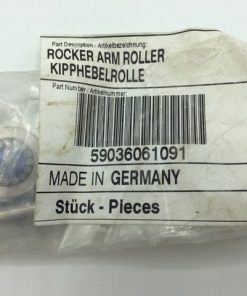 Part Description / Artikelbezeichnung:
ROCKER ARM ROLLER
KIPPHEBELROLLE
Part Number / Artikelnummer:
59036061091
MADE IN GERMANY
Stück - Pieces